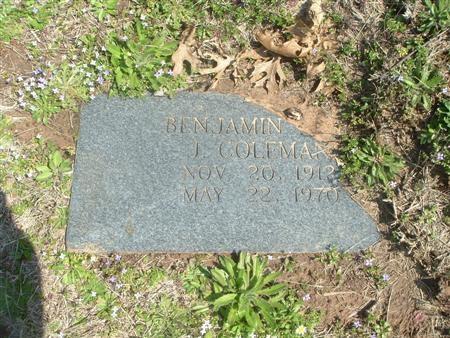 BENJAMIN
J. COLEMAN
NOV. 20, 1912
MAY 22, 1970